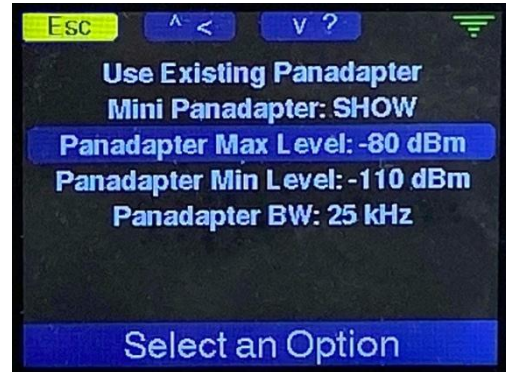 Esc ^ < v ?
Use Existing Panadapter
Mini Panadapter: SHOW
Panadapter Max Level: -80 dBm
Panadapter Min Level: -110 dBm
Panadapter BW: 25 kHz
Select an Option